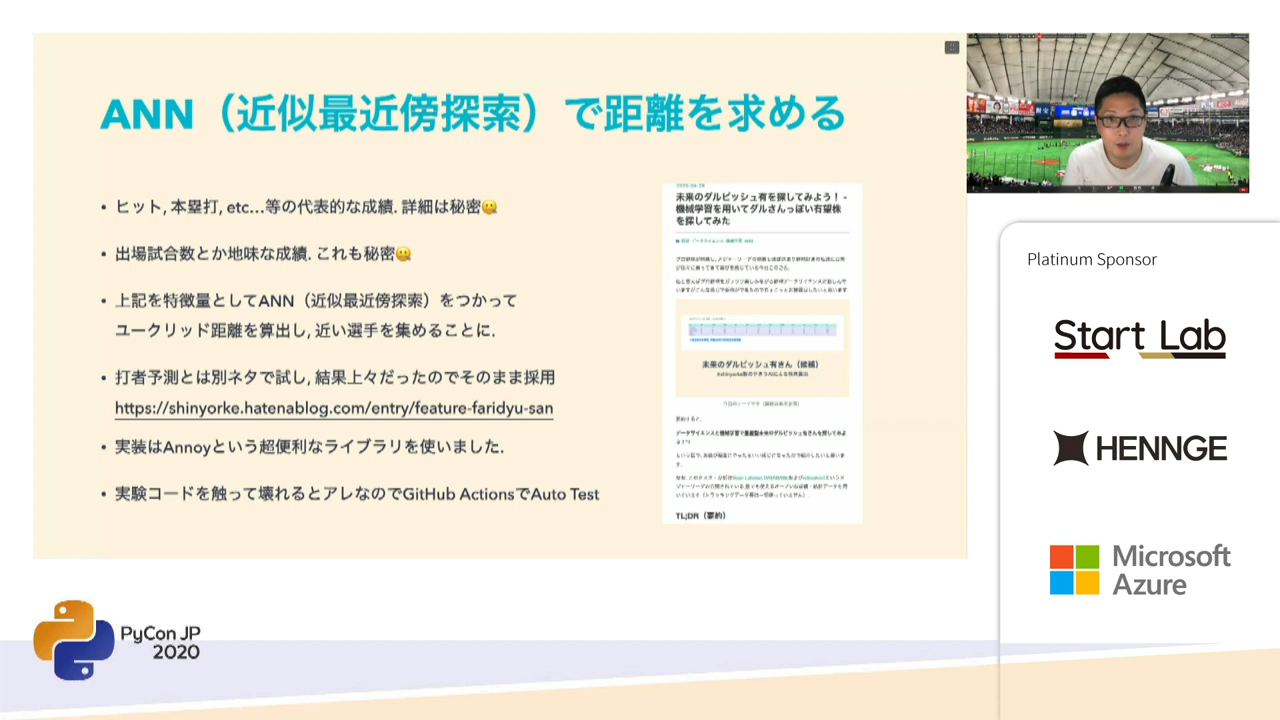 ANN（近似最近傍探索）で距離を求める
• ヒット, 本塁打, etc…等の代表的な成績. 詳細は秘密🤐
• 出場試合数とか地味な成績. これも秘密🤐
• 上記を特徴量としてANN（近似最近傍探索）をつかって
ユークリッド距離を算出し, 近い選手を集めることに.
• 打者予測とは別ネタで試し, 結果上々だったのでそのまま採用
https://shinyorke.hatenablog.com/entry/feature-faridyu-san
• 実装はAnnoyという超便利なライブラリを使いました.
• 実験コードを触って壊れるとアレなのでGitHub ActionsでAuto Test
未来のダルビッシュ有を探してみよう！ -
機械学習を用いてダルさんっぽい有望株
を探してみた
未来のダルビッシュ有さん（候補）
TL;DR（要約）
Platinum Sponsor
Start Lab
HENNGE
Microsoft
Azure
PyCon JP
2020